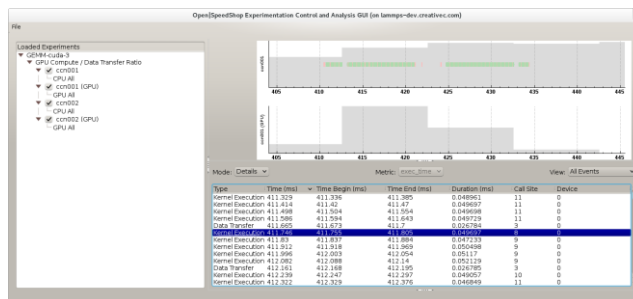 Open|SpeedShop Experimentation Control and Analysis GUI (on lammps-dev.creativec.com)
File
Loaded Experiments
GEMM-cuda-3
GPU Compute / Data Transfer Ratio
ccn001
CPU All
ccn001 (GPU)
GPU All
ccn002
CPU All
ccn002 (GPU)
GPU All
ccn001
405 410 415 420 425 430 435 440 445
ccn001 (GPU)
405 410 415 420 425 430 435 440 445
Mode: Details Metric: exec_time View: All Events
Type Time (ms) Time Begin (ms) Time End (ms) Duration (ms) Call Site Device
Kernel Execution 411.329 411.336 411.385 0.048961 11 0
Kernel Execution 411.414 411.42 411.47 0.049697 11 0
Kernel Execution 411.498 411.504 411.554 0.049698 11 0
Kernel Execution 411.586 411.594 411.643 0.049729 11 0
Data Transfer 411.665 411.673 411.7 0.026784 3 0
Kernel Execution 411.746 411.755 411.805 0.049697 8 0
Kernel Execution 411.83 411.837 411.884 0.047233 9 0
Kernel Execution 411.912 411.918 411.969 0.050498 9 0
Kernel Execution 411.996 412.003 412.054 0.05117 9 0
Kernel Execution 412.082 412.088 412.14 0.052129 9 0
Data Transfer 412.161 412.168 412.195 0.026785 3 0
Kernel Execution 412.239 412.247 412.297 0.049057 10 0
Kernel Execution 412.322 412.329 412.376 0.046849 11 0